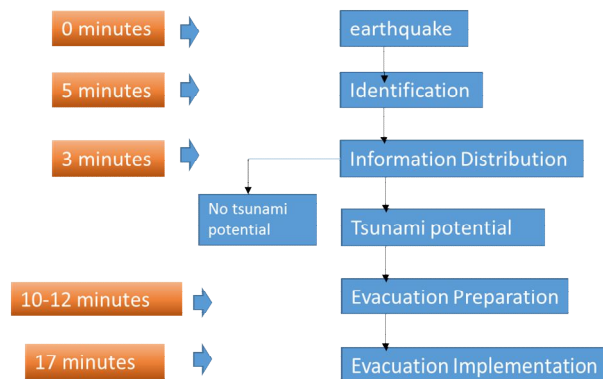 0 minutes
earthquake
5 minutes
Identification
3 minutes
Information Distribution
No tsunami
potential
Tsunami potential
10-12 minutes
Evacuation Preparation
17 minutes
Evacuation Implementation